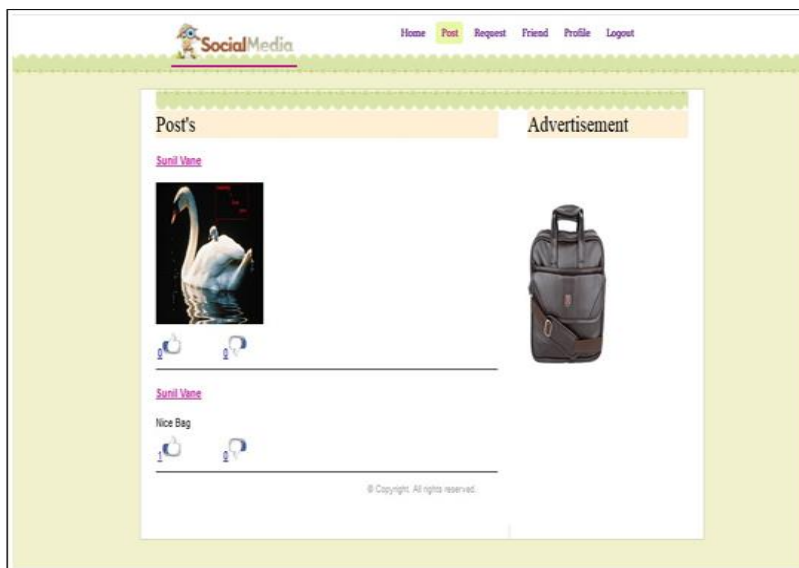 SocialMedia
Home Post Request Friend Profile Logout
Post's
Advertisement
Sunil Vane
0 0
Sunil Vane
Nice Bag
1 0
© Copyright. All rights reserved.